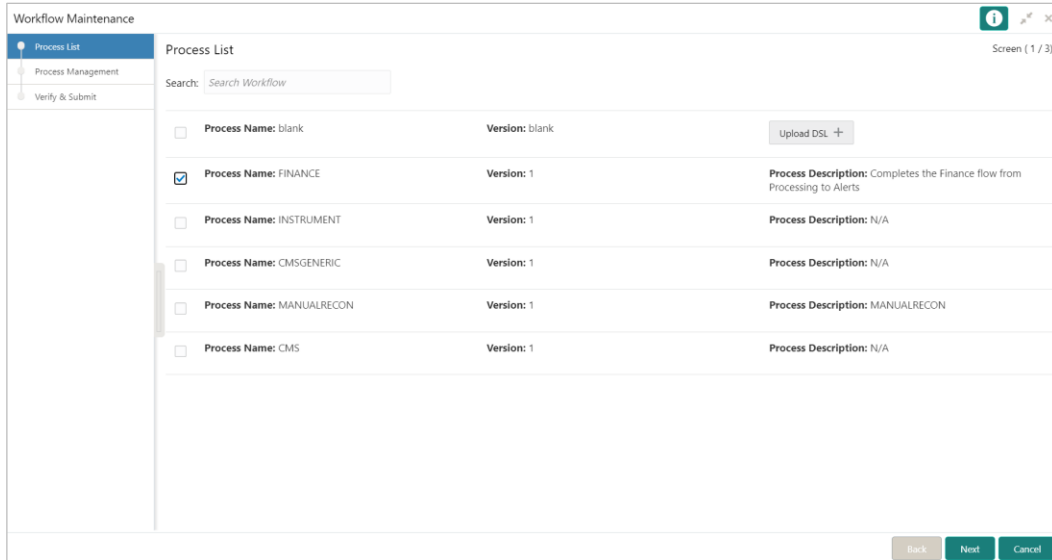 Workflow Maintenance
Process List
Process Management
Verify & Submit
Process List
Screen ( 1 / 3)
Search: Search Workflow
Process Name: blank Version: blank Upload DSL +
Process Name: FINANCE Version: 1 Process Description: Completes the Finance flow from
Processing to Alerts
Process Name: INSTRUMENT Version: 1 Process Description: N/A
Process Name: CMSGENERIC Version: 1 Process Description: N/A
Process Name: MANUALRECON Version: 1 Process Description: MANUALRECON
Process Name: CMS Version: 1 Process Description: N/A
Back Next Cancel